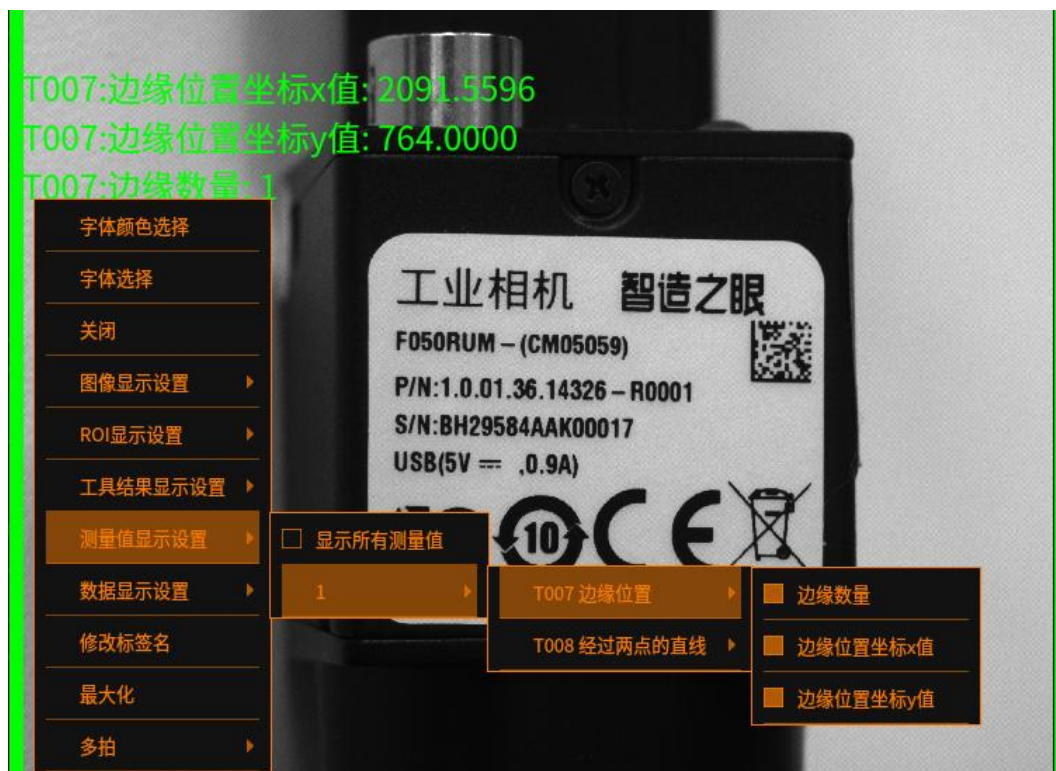 T007:边缘位置坐标x值: 2091.5596
T007:边缘位置坐标y值: 764.0000
T007:边缘数量: 1
字体颜色选择
字体选择
关闭
图像显示设置
ROI显示设置
工具结果显示设置
测量值显示设置
数据显示设置
修改标签名
最大化
多拍
显示所有测量值
1
T007 边缘位置
T008 经过两点的直线
边缘数量
边缘位置坐标x值
边缘位置坐标y值
工业相机 智造之眼
F050RUM – (CM05059)
P/N:1.0.01.36.14326 – R0001
S/N:BH29584AAK00017
USB(5V ⎓ ,0.9A)
10 CE